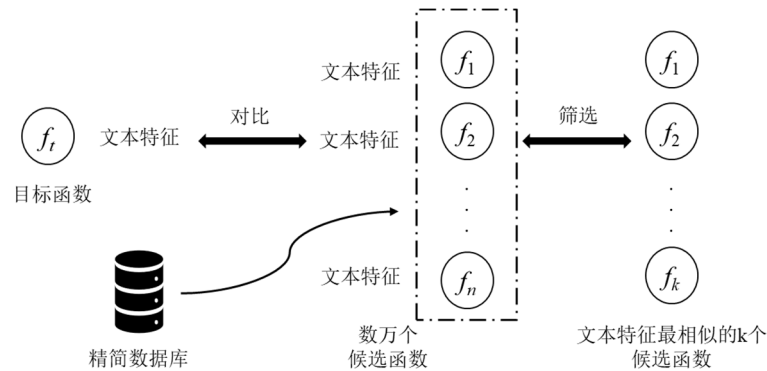 文本特征
f1
f1
f2
f2
ft
文本特征
对比
文本特征
筛选
目标函数
文本特征
fn
fk
精简数据库
数万个
候选函数
文本特征最相似的k个
候选函数